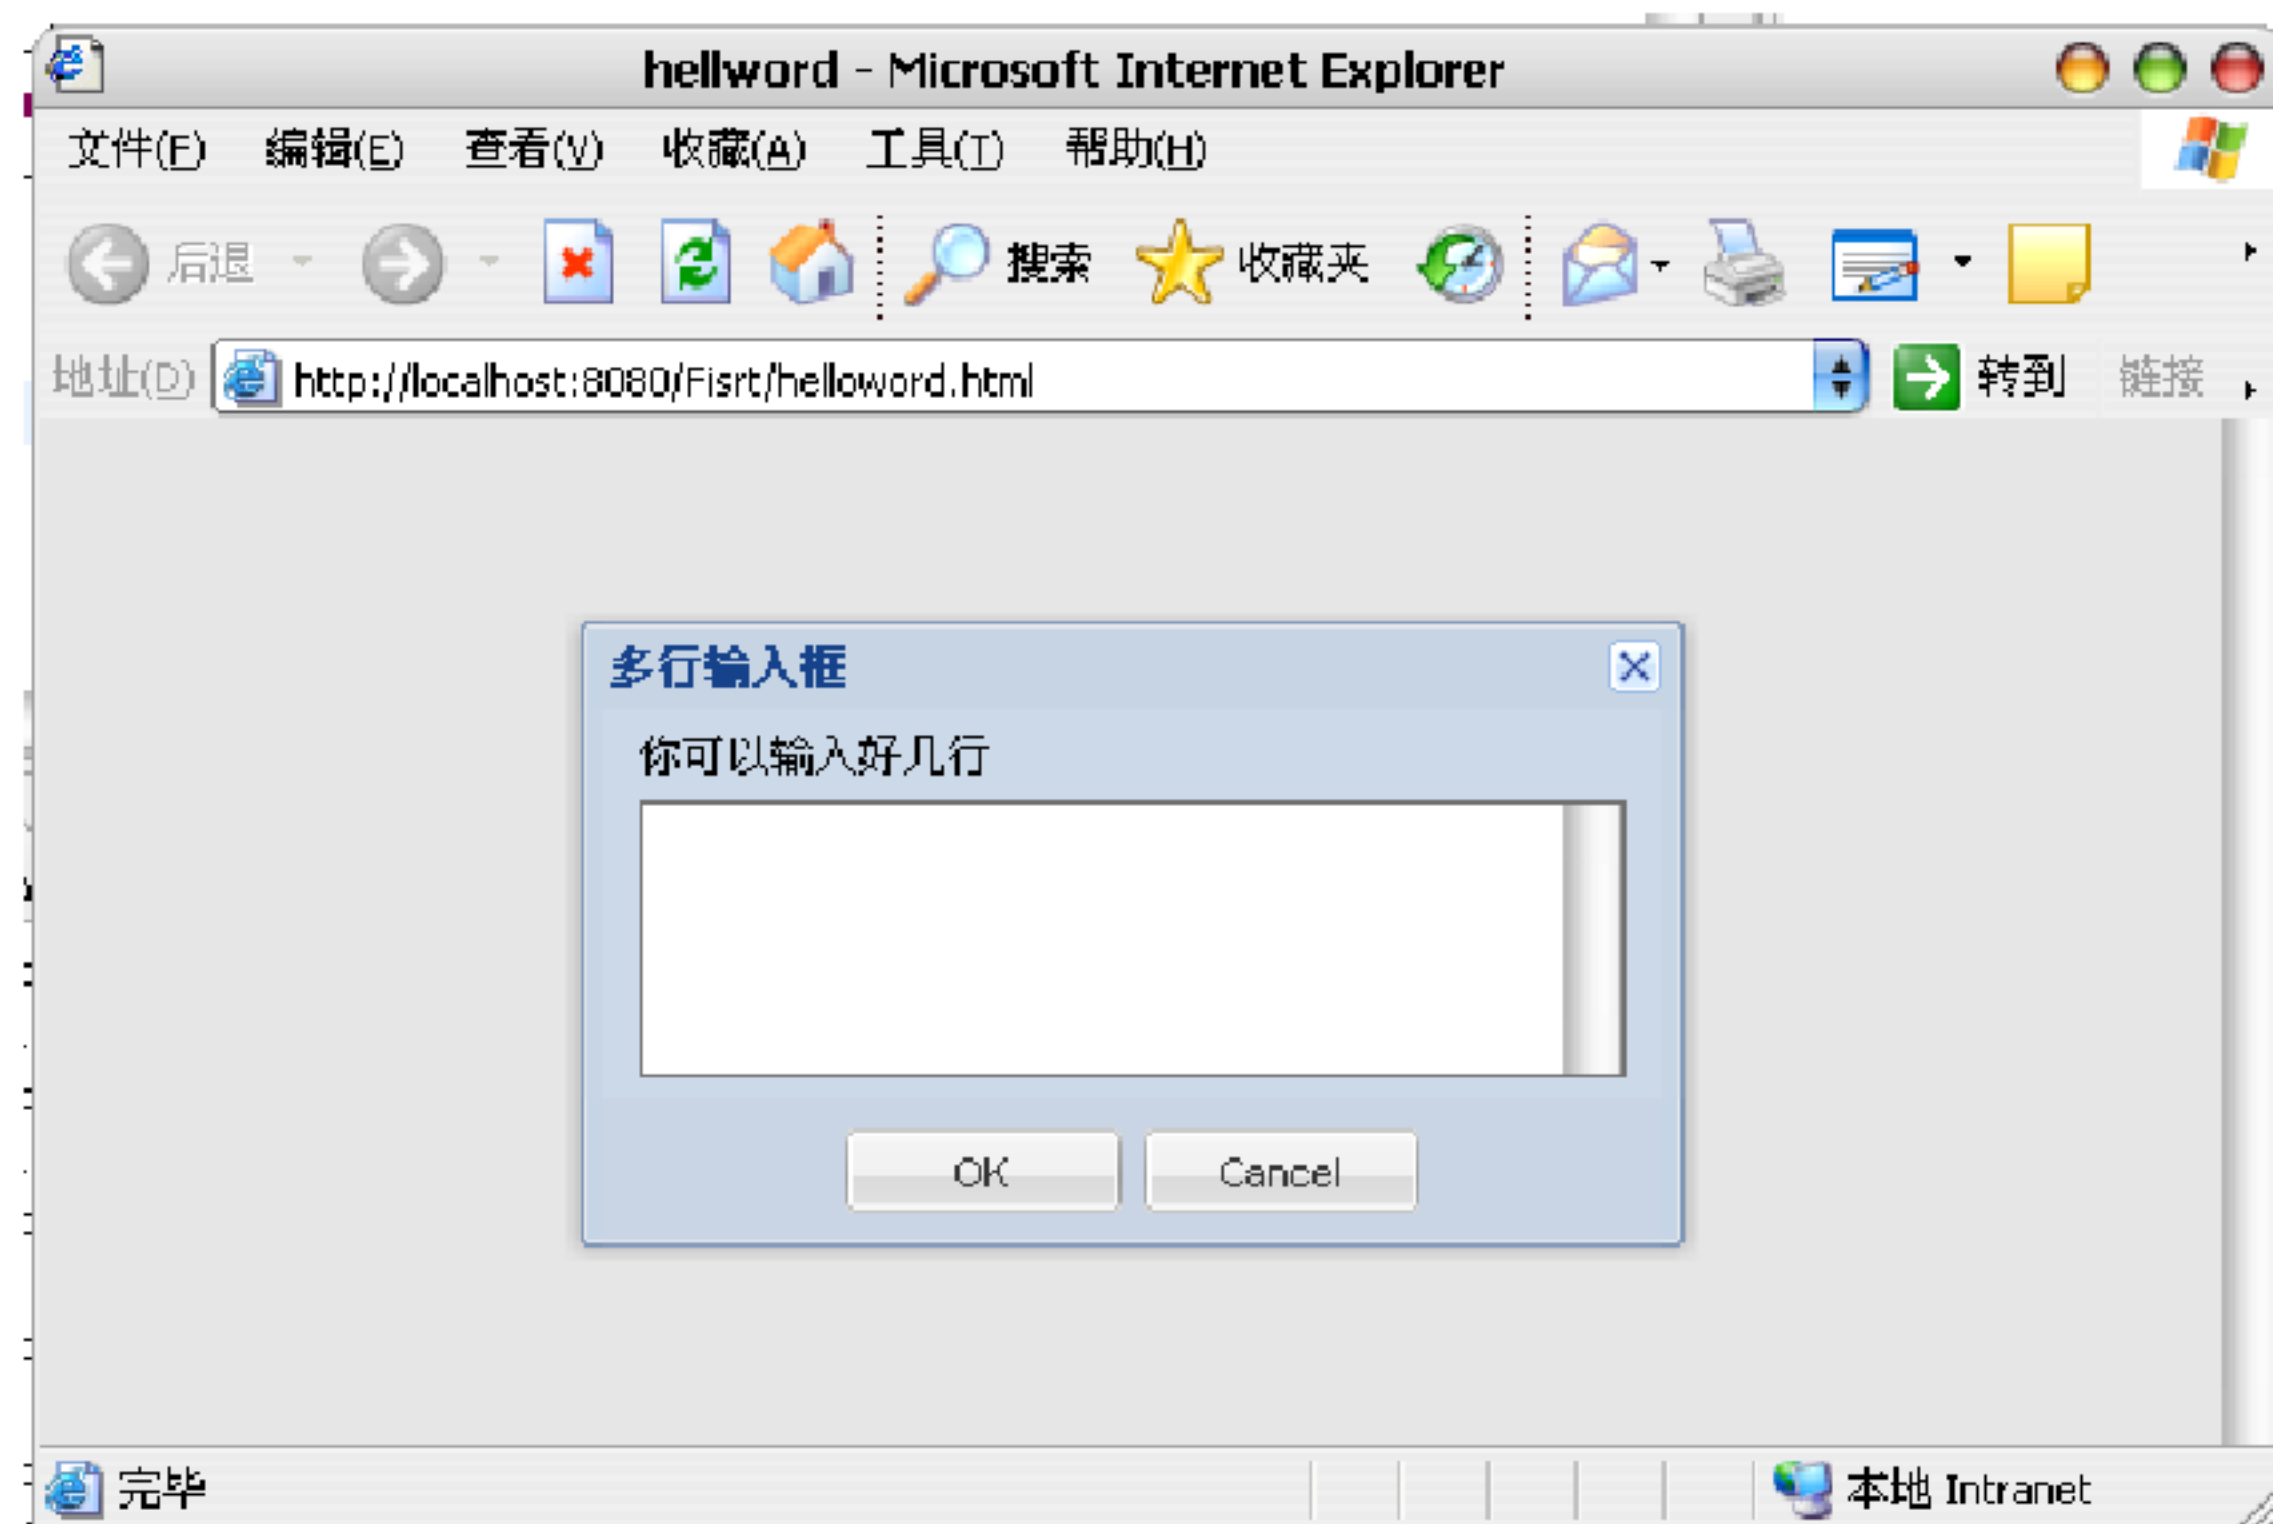 hellword - Microsoft Internet Explorer
文件(F) 编辑(E) 查看(V) 收藏(A) 工具(T) 帮助(H)
后退 搜索 收藏夹
地址(D) http://localhost:8080/Fisrt/helloword.html 转到 链接
多行输入框
你可以输入好几行
OK Cancel
完毕 本地 Intranet